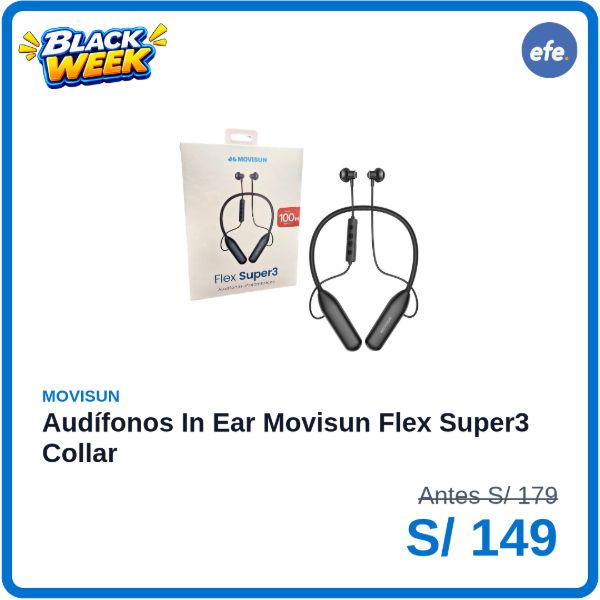 BLACK
WEEK
efe.
MOVISUN
100H
Flex Super3
MOVISUN
Audífonos In Ear Movisun Flex Super3
Collar
Antes S/ 179
S/ 149